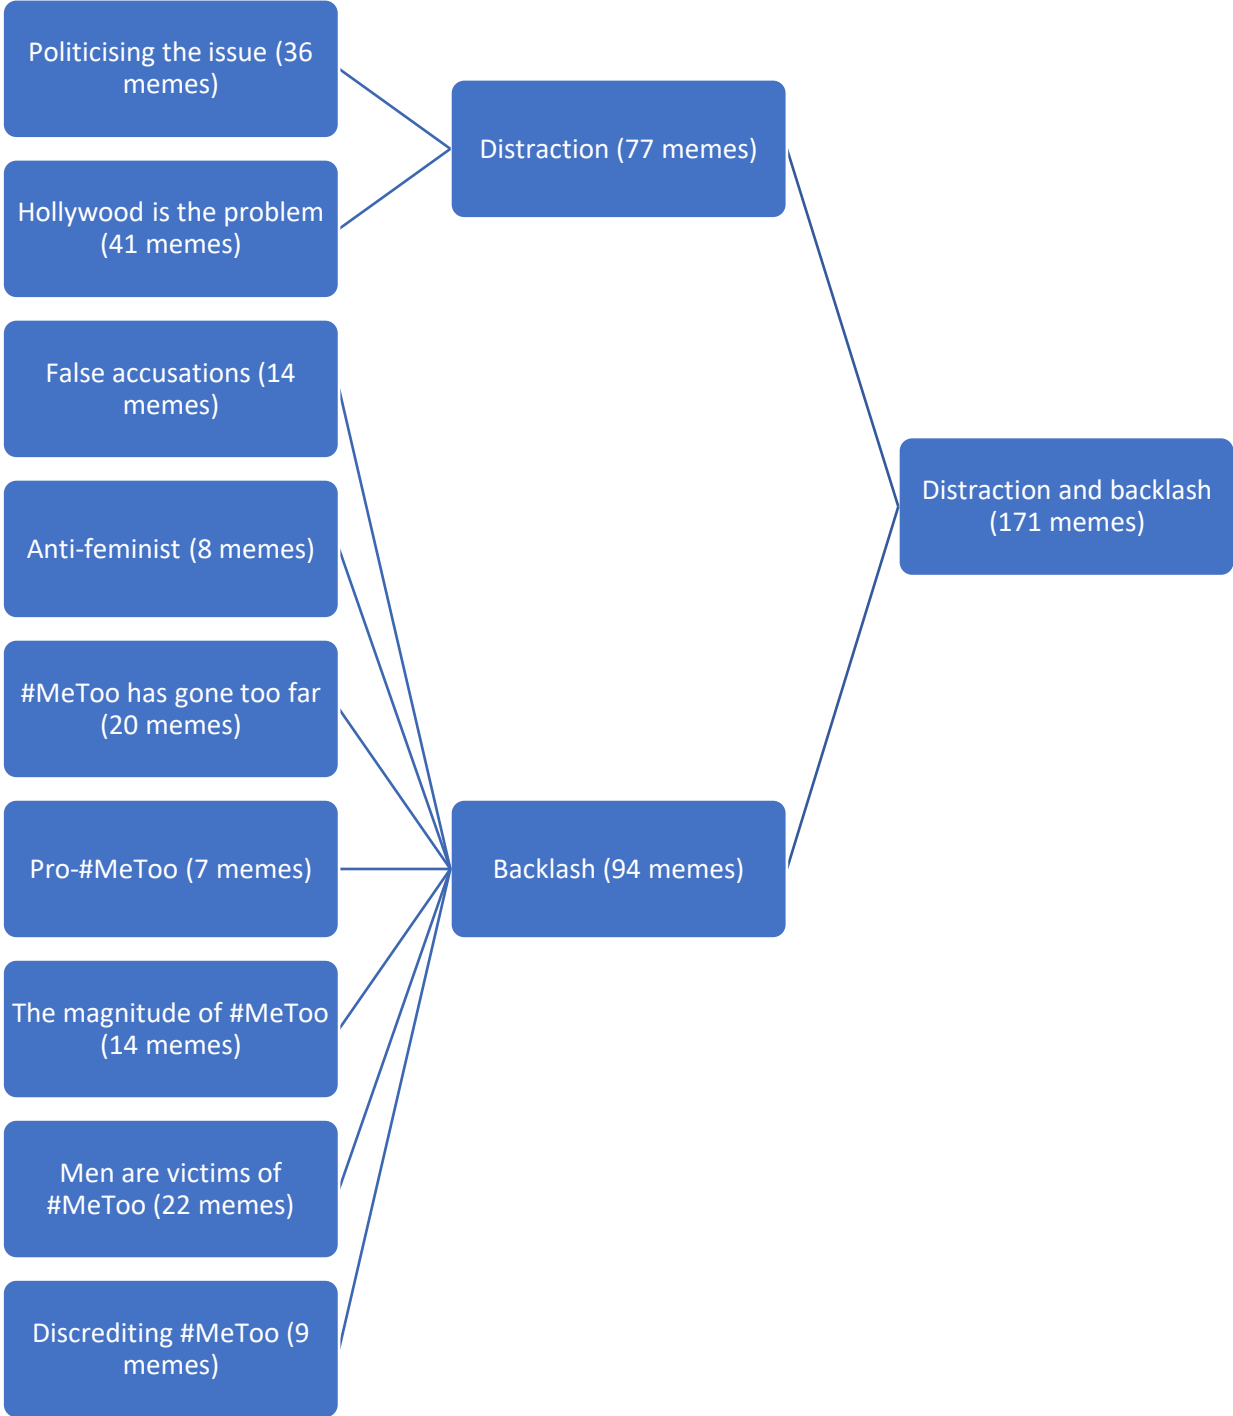 Politicising the issue (36
memes)
Distraction (77 memes)
Hollywood is the problem
(41 memes)
False accusations (14
memes)
Distraction and backlash
(171 memes)
Anti-feminist (8 memes)
#MeToo has gone too far
(20 memes)
Pro-#MeToo (7 memes)
Backlash (94 memes)
The magnitude of #MeToo
(14 memes)
Men are victims of
#MeToo (22 memes)
Discrediting #MeToo (9
memes)